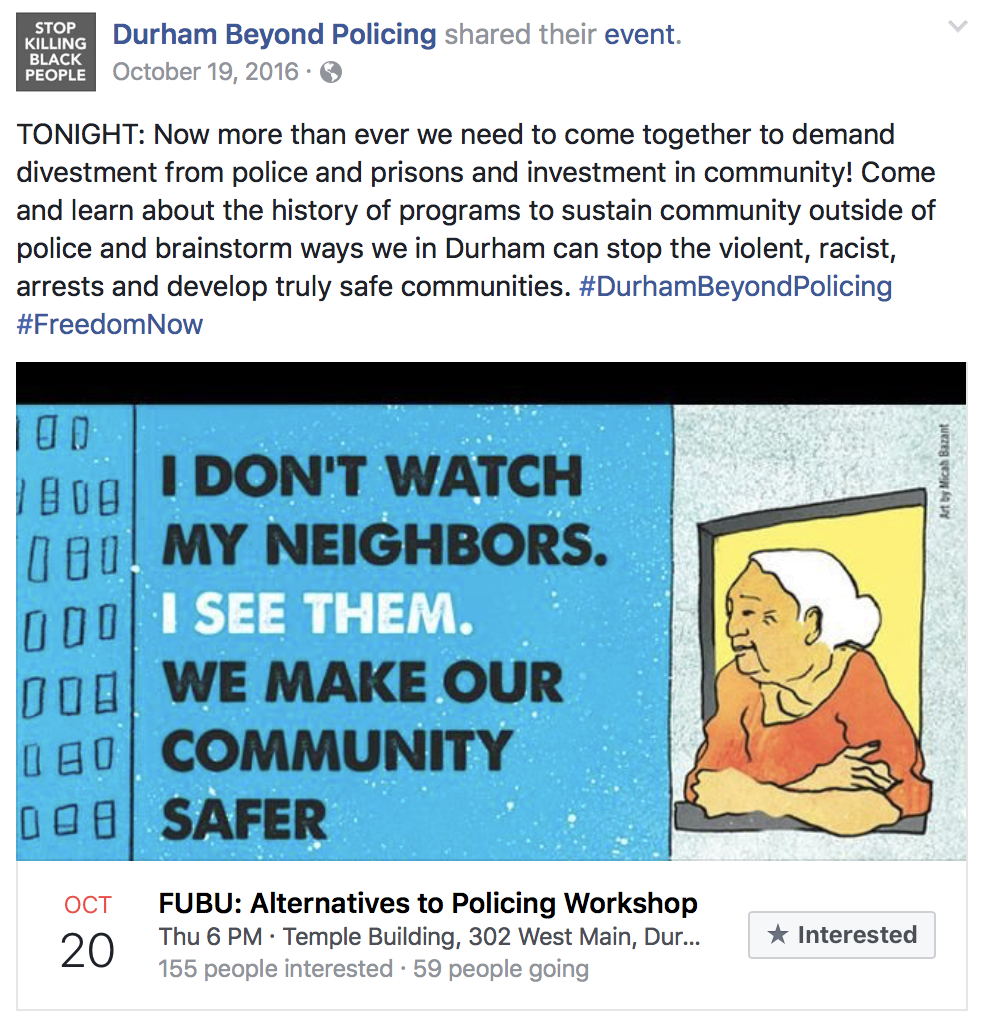 STOP
KILLING
BLACK
PEOPLE
Durham Beyond Policing shared their event.
October 19, 2016 ·
TONIGHT: Now more than ever we need to come together to demand
divestment from police and prisons and investment in community! Come
and learn about the history of programs to sustain community outside of
police and brainstorm ways we in Durham can stop the violent, racist,
arrests and develop truly safe communities. #DurhamBeyondPolicing
#FreedomNow
I DON'T WATCH
MY NEIGHBORS.
I SEE THEM.
WE MAKE OUR
COMMUNITY
SAFER
Art by Micah Bazant
OCT
20
FUBU: Alternatives to Policing Workshop
Thu 6 PM · Temple Building, 302 West Main, Dur...
155 people interested · 59 people going
★ Interested